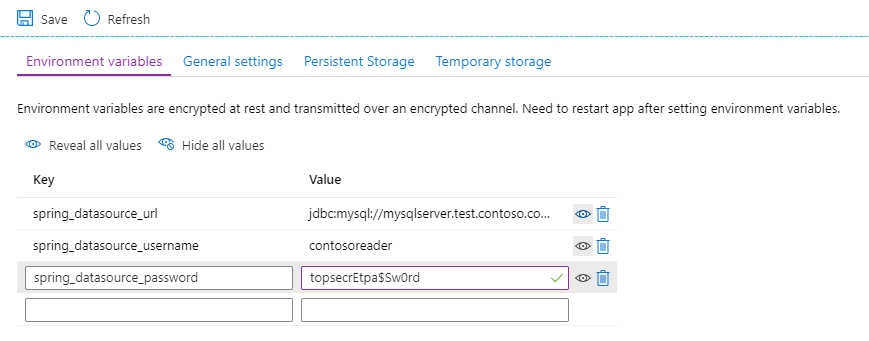 Save Refresh
Environment variables General settings Persistent Storage Temporary storage
Environment variables are encrypted at rest and transmitted over an encrypted channel. Need to restart app after setting environment variables.
Reveal all values Hide all values
Key Value
spring_datasource_url jdbc:mysql://mysqlserver.test.contoso.co...
spring_datasource_username contosoreader
spring_datasource_password topsecrEtpa$Sw0rd